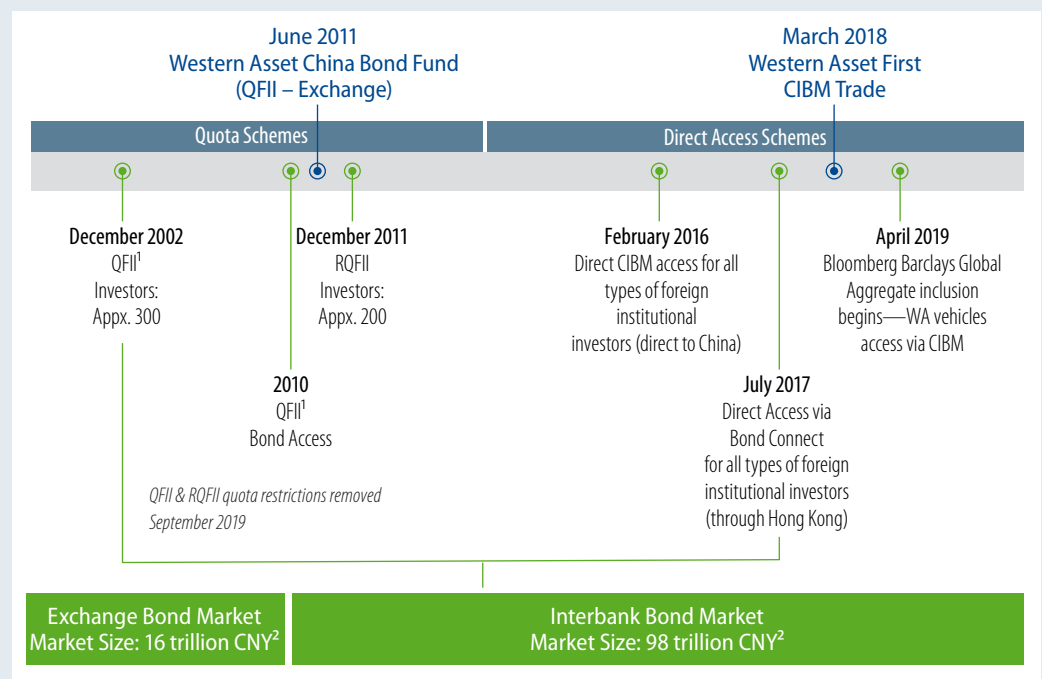 June 2011
Western Asset China Bond Fund
(QFII – Exchange)
March 2018
Western Asset First
CIBM Trade
Quota Schemes
Direct Access Schemes
December 2002
QFII¹
Investors:
Appx. 300
December 2011
RQFII
Investors:
Appx. 200
February 2016
Direct CIBM access for all
types of foreign
institutional
investors (direct to China)
April 2019
Bloomberg Barclays Global
Aggregate inclusion
begins—WA vehicles
access via CIBM
2010
QFII¹
Bond Access
July 2017
Direct Access via
Bond Connect
for all types of foreign
institutional investors
(through Hong Kong)
QFII & RQFII quota restrictions removed
September 2019
Exchange Bond Market
Market Size: 16 trillion CNY²
Interbank Bond Market
Market Size: 98 trillion CNY²